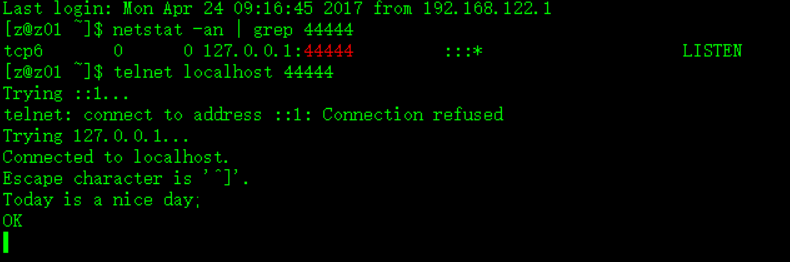 Last login: Mon Apr 24 09:16:45 2017 from 192.168.122.1
[z@z01 ~]$ netstat -an | grep 44444
tcp6       0      0 127.0.0.1:44444         :::*                    LISTEN
[z@z01 ~]$ telnet localhost 44444
Trying ::1...
telnet: connect to address ::1: Connection refused
Trying 127.0.0.1...
Connected to localhost.
Escape character is '^]'.
Today is a nice day;
OK